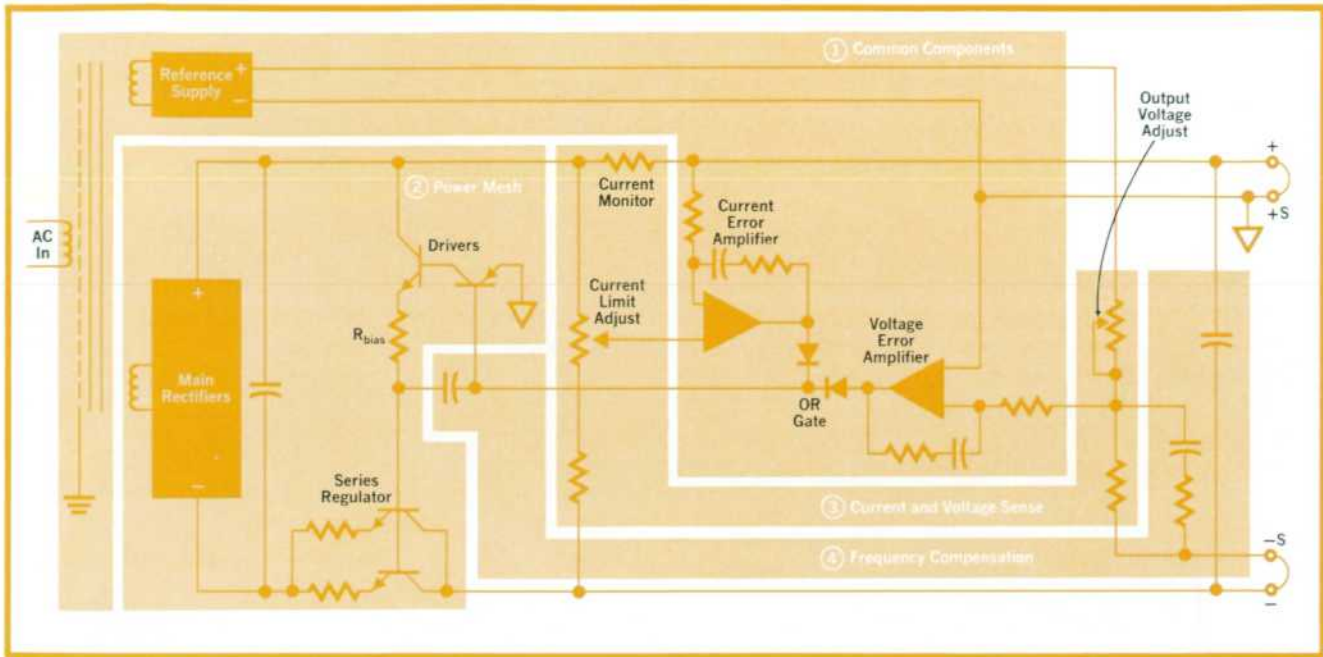 ① Common Components
Reference
Supply
+
−
Output
Voltage
Adjust
+
+S
② Power Mesh
Current
Monitor
Current
Error
Amplifier
AC
In
Drivers
+
Current
Limit
Adjust
R_bias
Voltage
Error
Amplifier
Main
Rectifiers
−
OR
Gate
Series
Regulator
③ Current and Voltage Sense
−S
④ Frequency Compensation
−